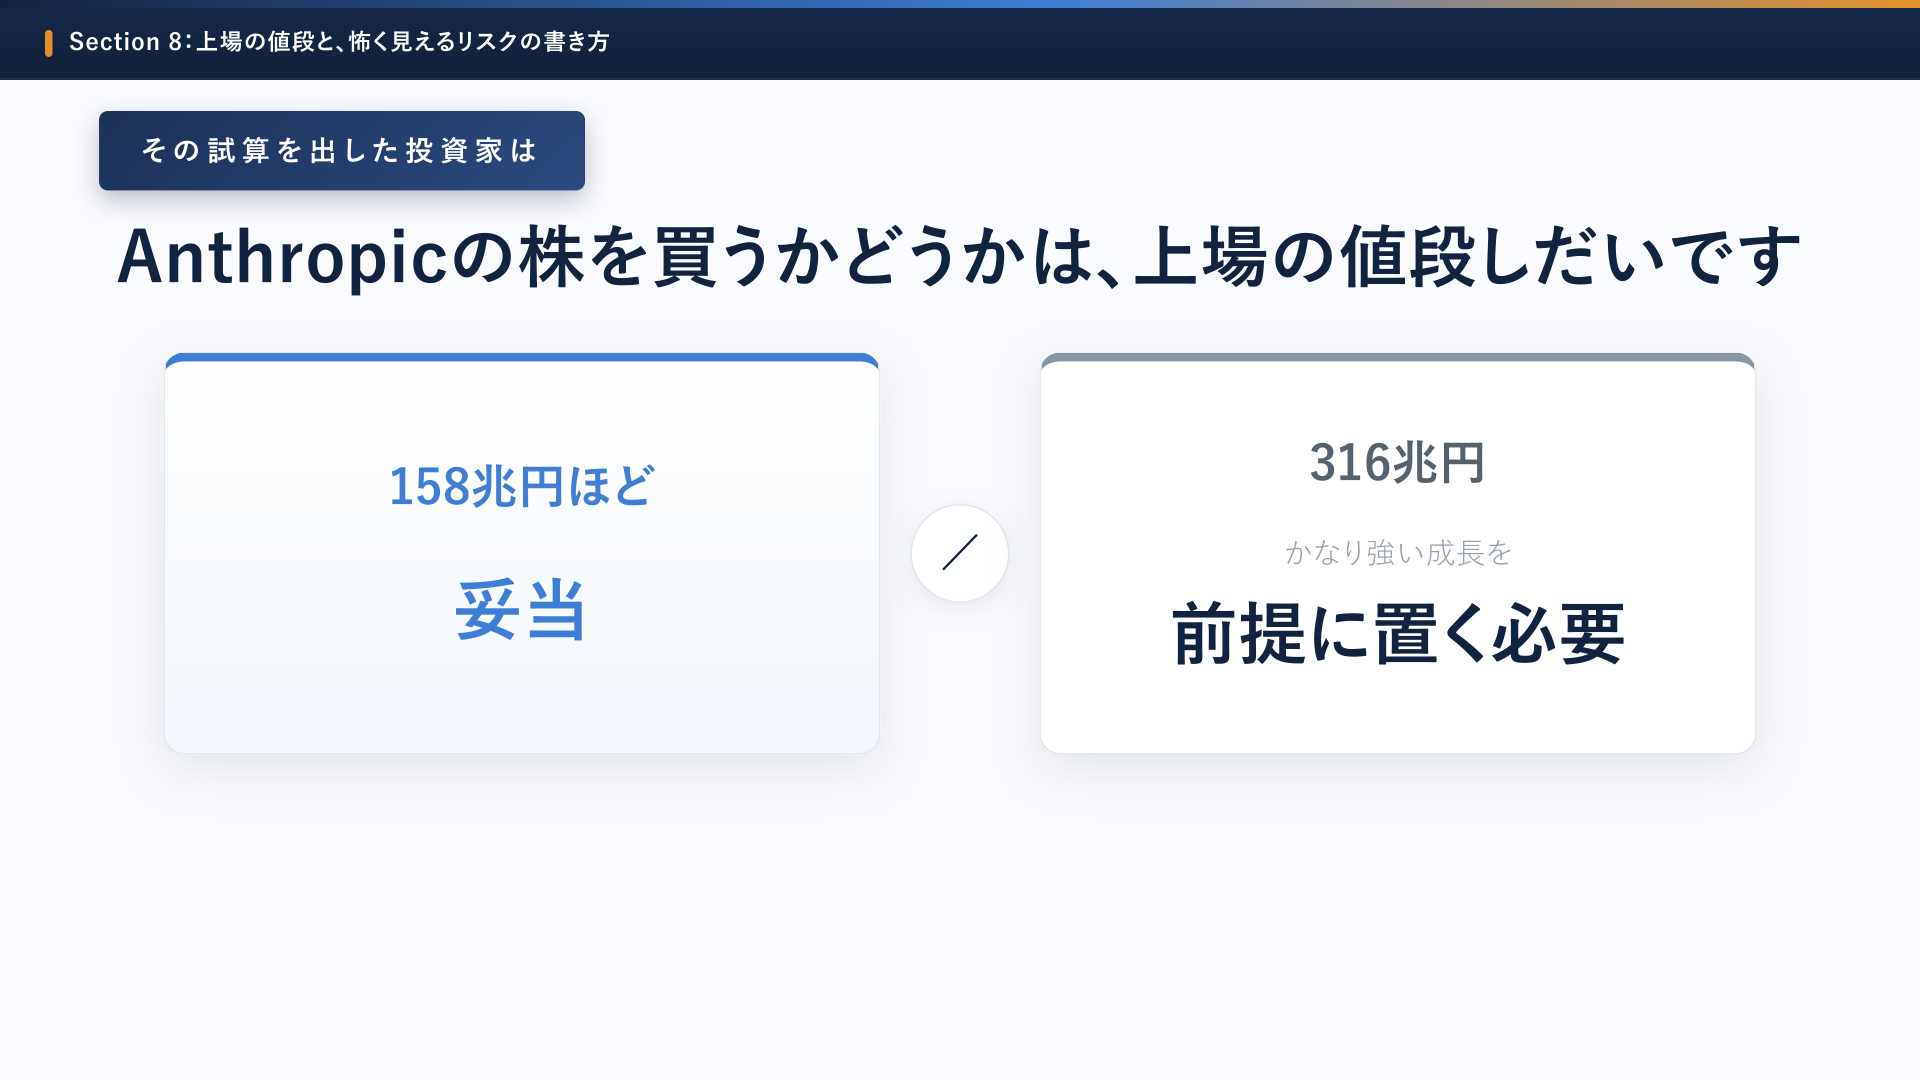 Section 8：上場の値段と、怖く見えるリスクの書き方
その試算を出した投資家は
Anthropicの株を買うかどうかは、上場の値段しだいです
158兆円ほど
妥当
／
316兆円
かなり強い成長を
前提に置く必要